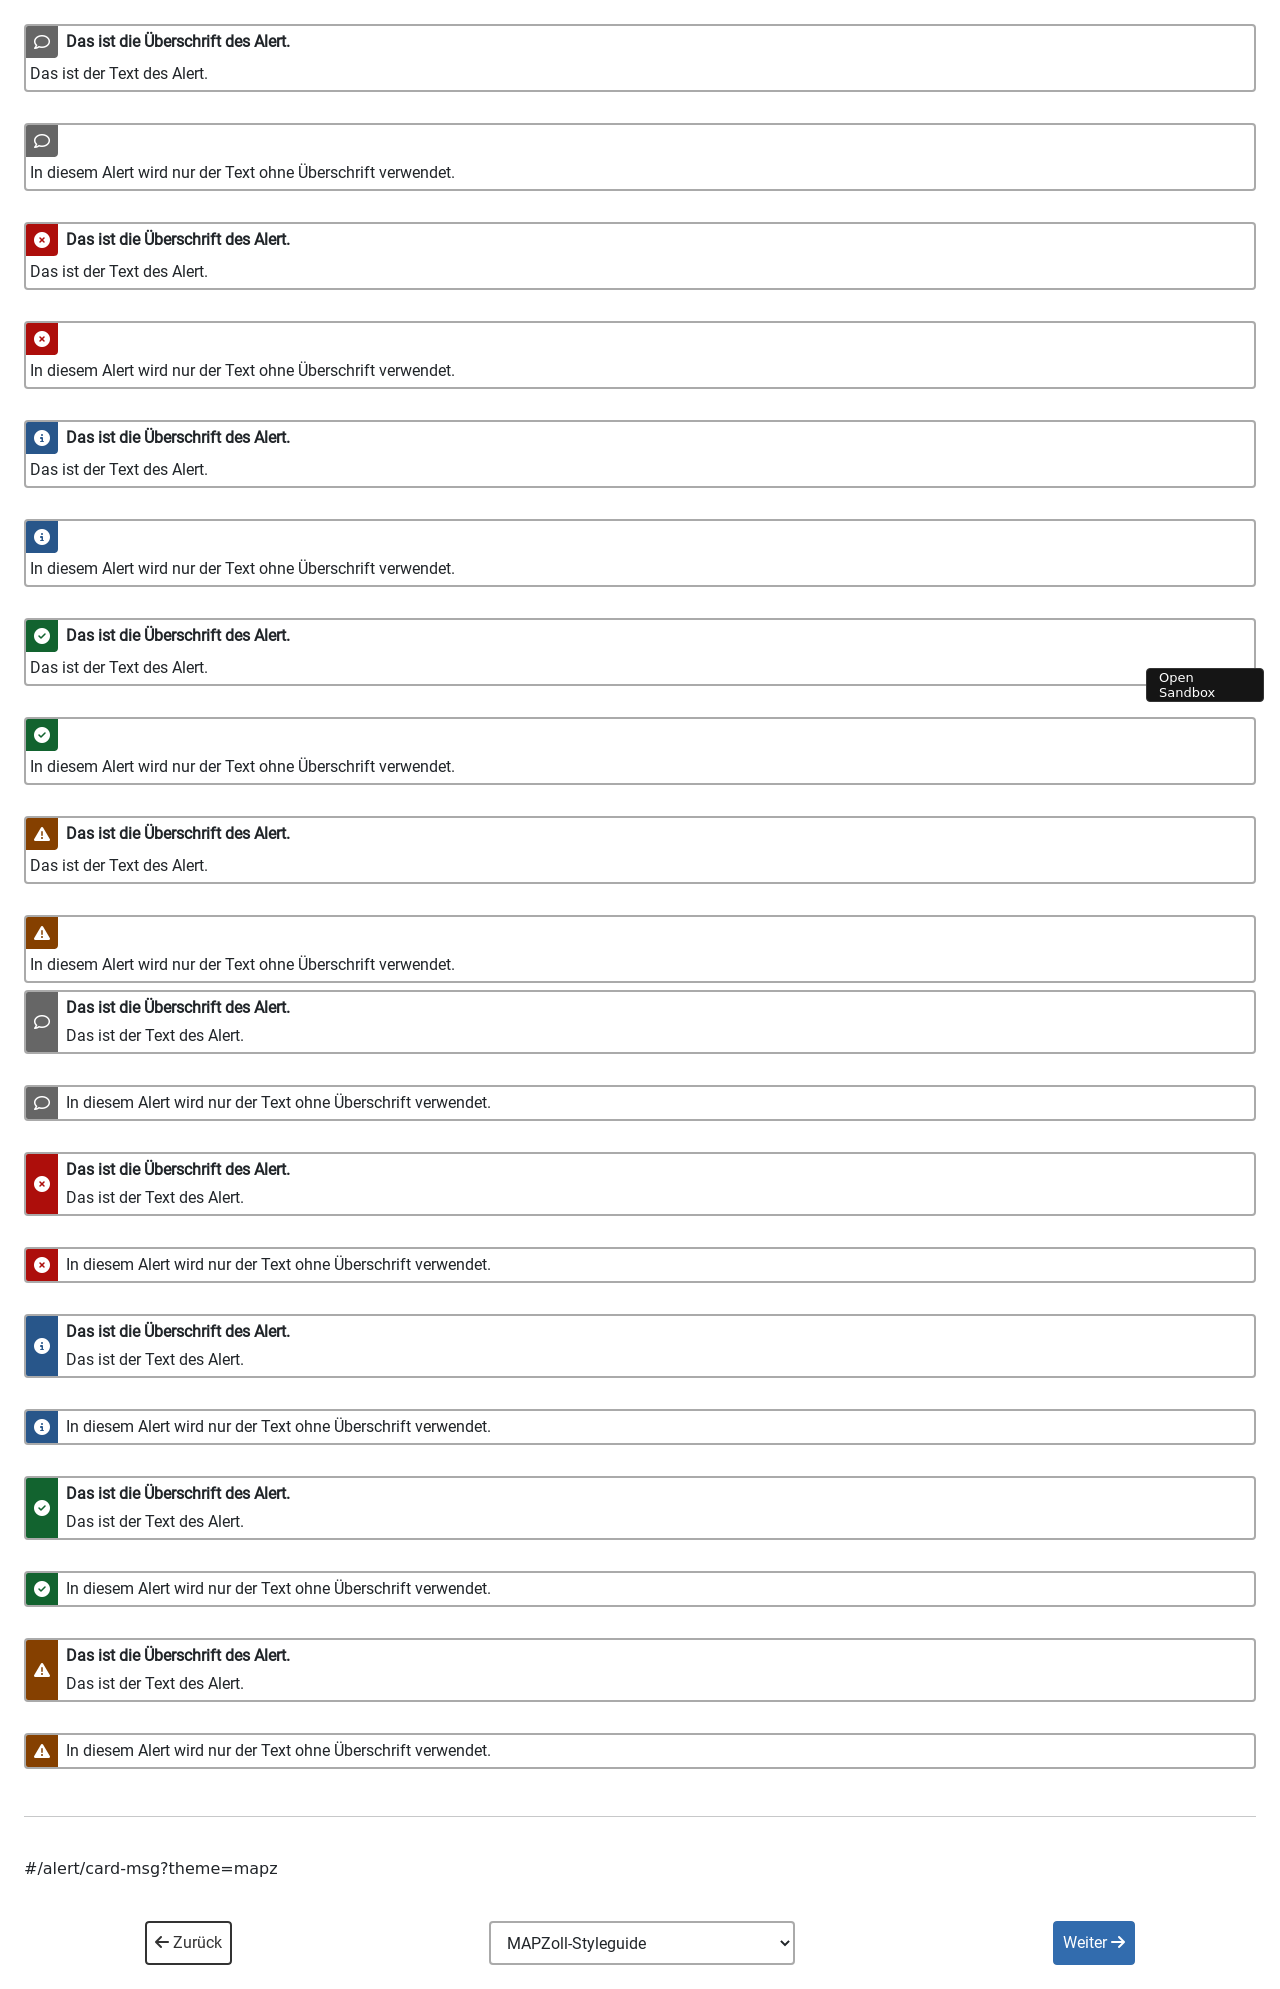 Das ist die Überschrift des Alert.
Das ist der Text des Alert.
In diesem Alert wird nur der Text ohne Überschrift verwendet.
Das ist die Überschrift des Alert.
Das ist der Text des Alert.
In diesem Alert wird nur der Text ohne Überschrift verwendet.
Das ist die Überschrift des Alert.
Das ist der Text des Alert.
In diesem Alert wird nur der Text ohne Überschrift verwendet.
Das ist die Überschrift des Alert.
Das ist der Text des Alert.
Open
Sandbox
In diesem Alert wird nur der Text ohne Überschrift verwendet.
Das ist die Überschrift des Alert.
Das ist der Text des Alert.
In diesem Alert wird nur der Text ohne Überschrift verwendet.
Das ist die Überschrift des Alert.
Das ist der Text des Alert.
In diesem Alert wird nur der Text ohne Überschrift verwendet.
Das ist die Überschrift des Alert.
Das ist der Text des Alert.
In diesem Alert wird nur der Text ohne Überschrift verwendet.
Das ist die Überschrift des Alert.
Das ist der Text des Alert.
In diesem Alert wird nur der Text ohne Überschrift verwendet.
Das ist die Überschrift des Alert.
Das ist der Text des Alert.
In diesem Alert wird nur der Text ohne Überschrift verwendet.
Das ist die Überschrift des Alert.
Das ist der Text des Alert.
In diesem Alert wird nur der Text ohne Überschrift verwendet.
#/alert/card-msg?theme=mapz
Zurück
MAPZoll-Styleguide
Weiter